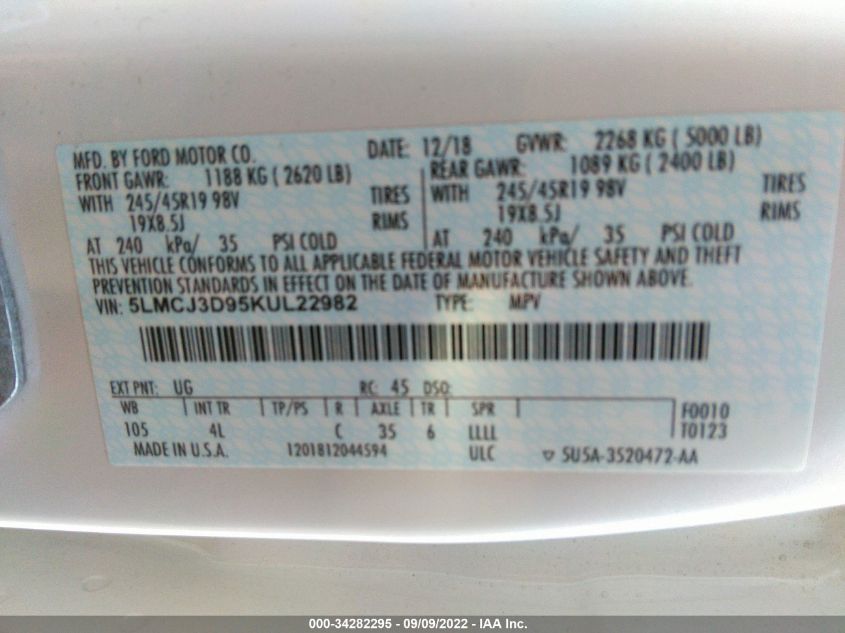 MFD. BY FORD MOTOR CO. DATE: 12/18 GVWR: 2268 KG ( 5000 LB)
FRONT GAWR: 1188 KG ( 2620 LB) REAR GAWR: 1089 KG ( 2400 LB)
WITH 245/45R19 98V TIRES WITH 245/45R19 98V TIRES
19X8.5J RIMS 19X8.5J RIMS
AT 240 kPa/ 35 PSI COLD AT 240 kPa/ 35 PSI COLD
THIS VEHICLE CONFORMS TO ALL APPLICABLE FEDERAL MOTOR VEHICLE SAFETY AND THEFT
PREVENTION STANDARDS IN EFFECT ON THE DATE OF MANUFACTURE SHOWN ABOVE.
VIN: 5LMCJ3D95KUL22982 TYPE: MPV
EXT PNT: UG RC: 45 DSO:
WB INT TR TP/PS R AXLE TR SPR F0010
105 4L C 35 6 LLLL T0123
MADE IN U.S.A. 1201812044594 ULC ▽ 5U5A-3520472-AA
000-34282295 - 09/09/2022 - IAA Inc.